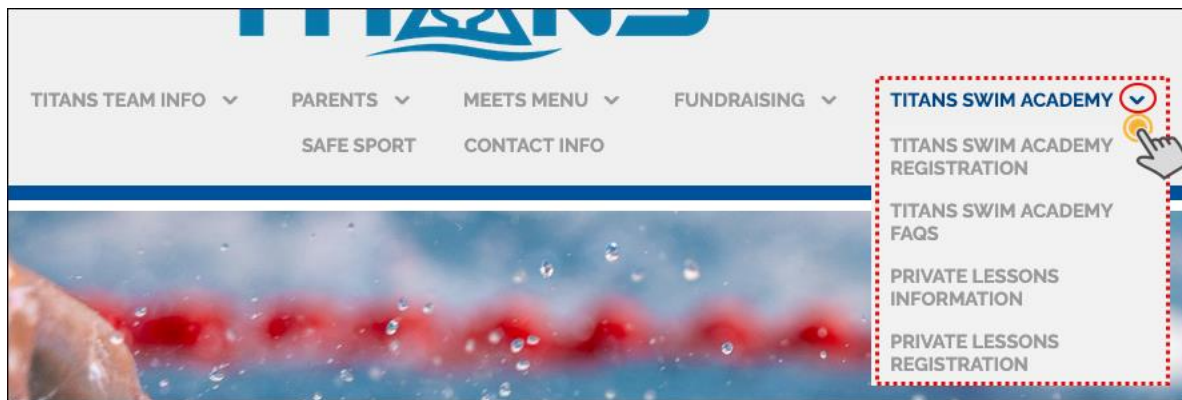 TITANS
TITANS TEAM INFO
PARENTS
MEETS MENU
FUNDRAISING
TITANS SWIM ACADEMY
SAFE SPORT
CONTACT INFO
TITANS SWIM ACADEMY
REGISTRATION
TITANS SWIM ACADEMY
FAQS
PRIVATE LESSONS
INFORMATION
PRIVATE LESSONS
REGISTRATION